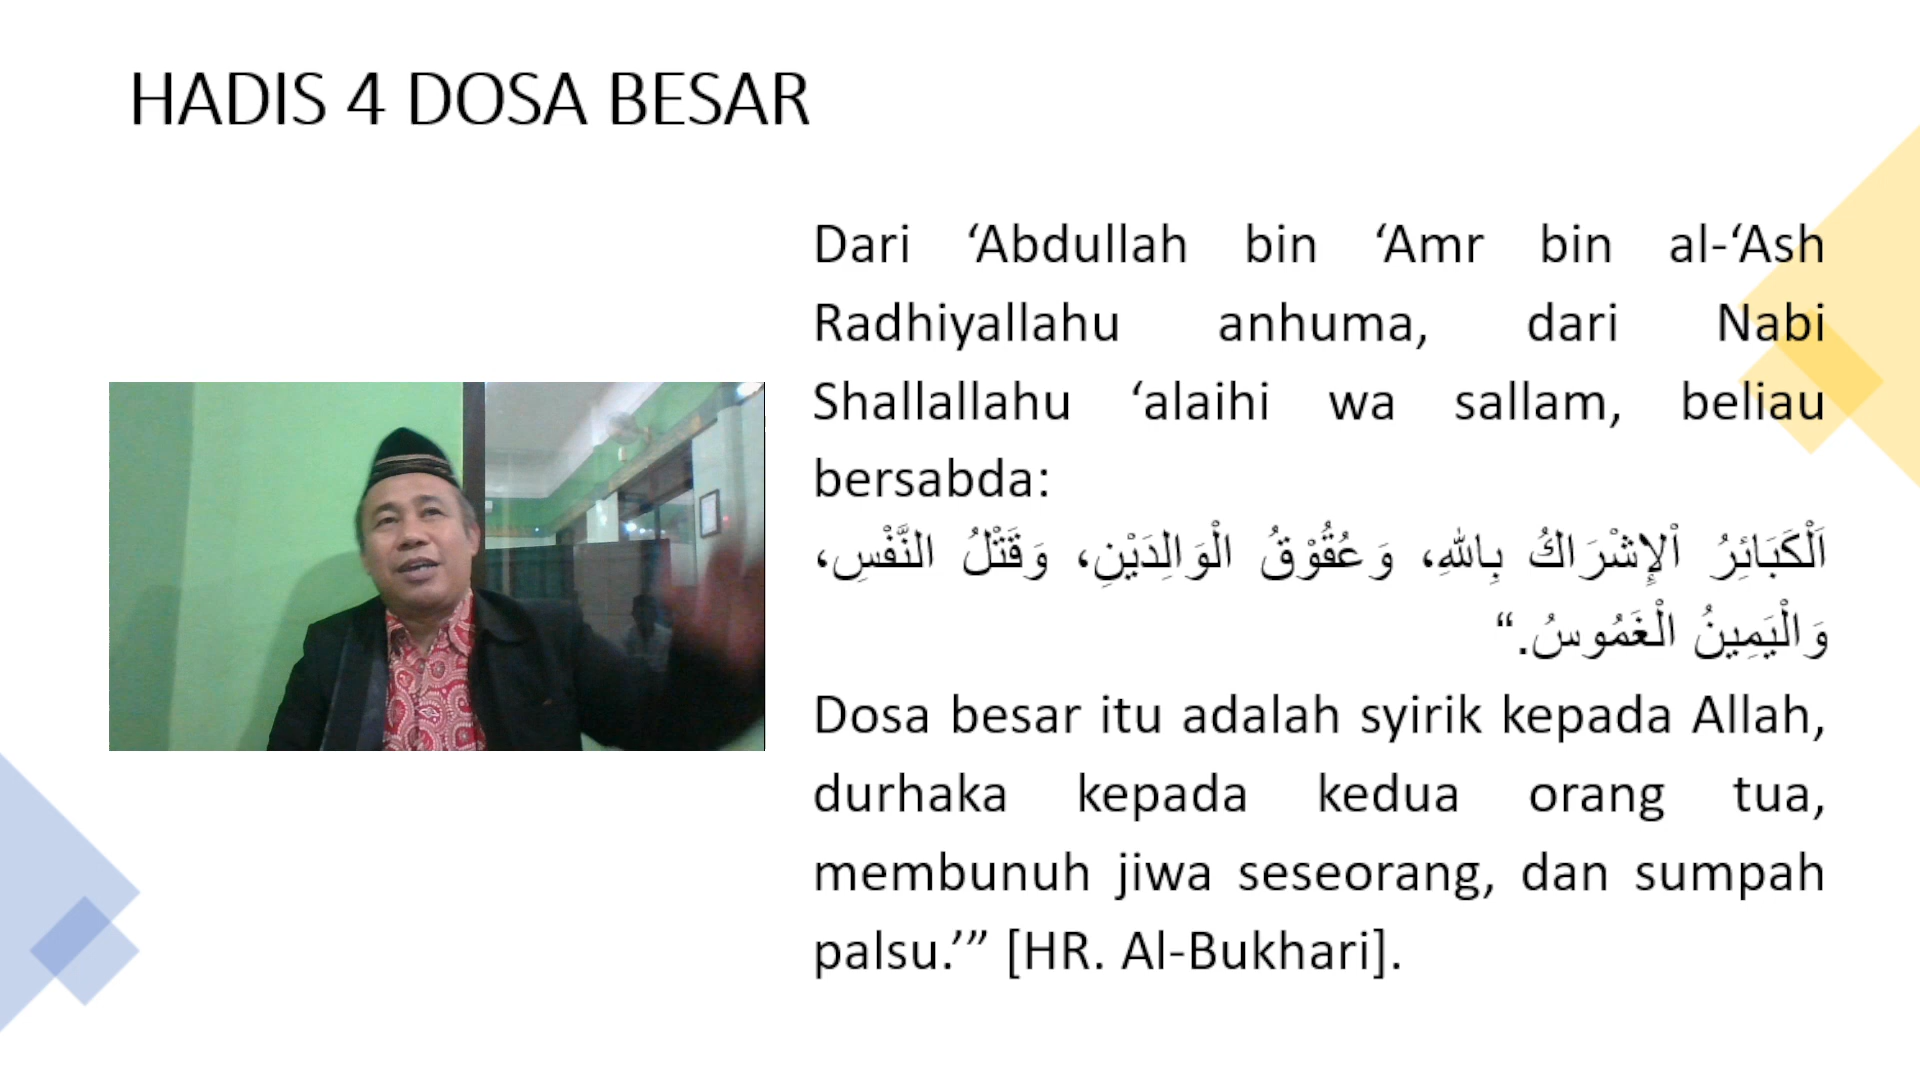 HADIS 4 DOSA BESAR
Dari ‘Abdullah bin ‘Amr bin al-‘Ash
Radhiyallahu anhuma, dari Nabi
Shallallahu ‘alaihi wa sallam, beliau
bersabda:
اَلْكَبَائِرُ اْلإِشْرَاكُ بِاللهِ، وَعُقُوْقُ الْوَالِدَيْنِ، وَقَتْلُ النَّفْسِ،
وَالْيَمِينُ الْغَمُوسُ.“
Dosa besar itu adalah syirik kepada Allah,
durhaka kepada kedua orang tua,
membunuh jiwa seseorang, dan sumpah
palsu.’” [HR. Al-Bukhari].